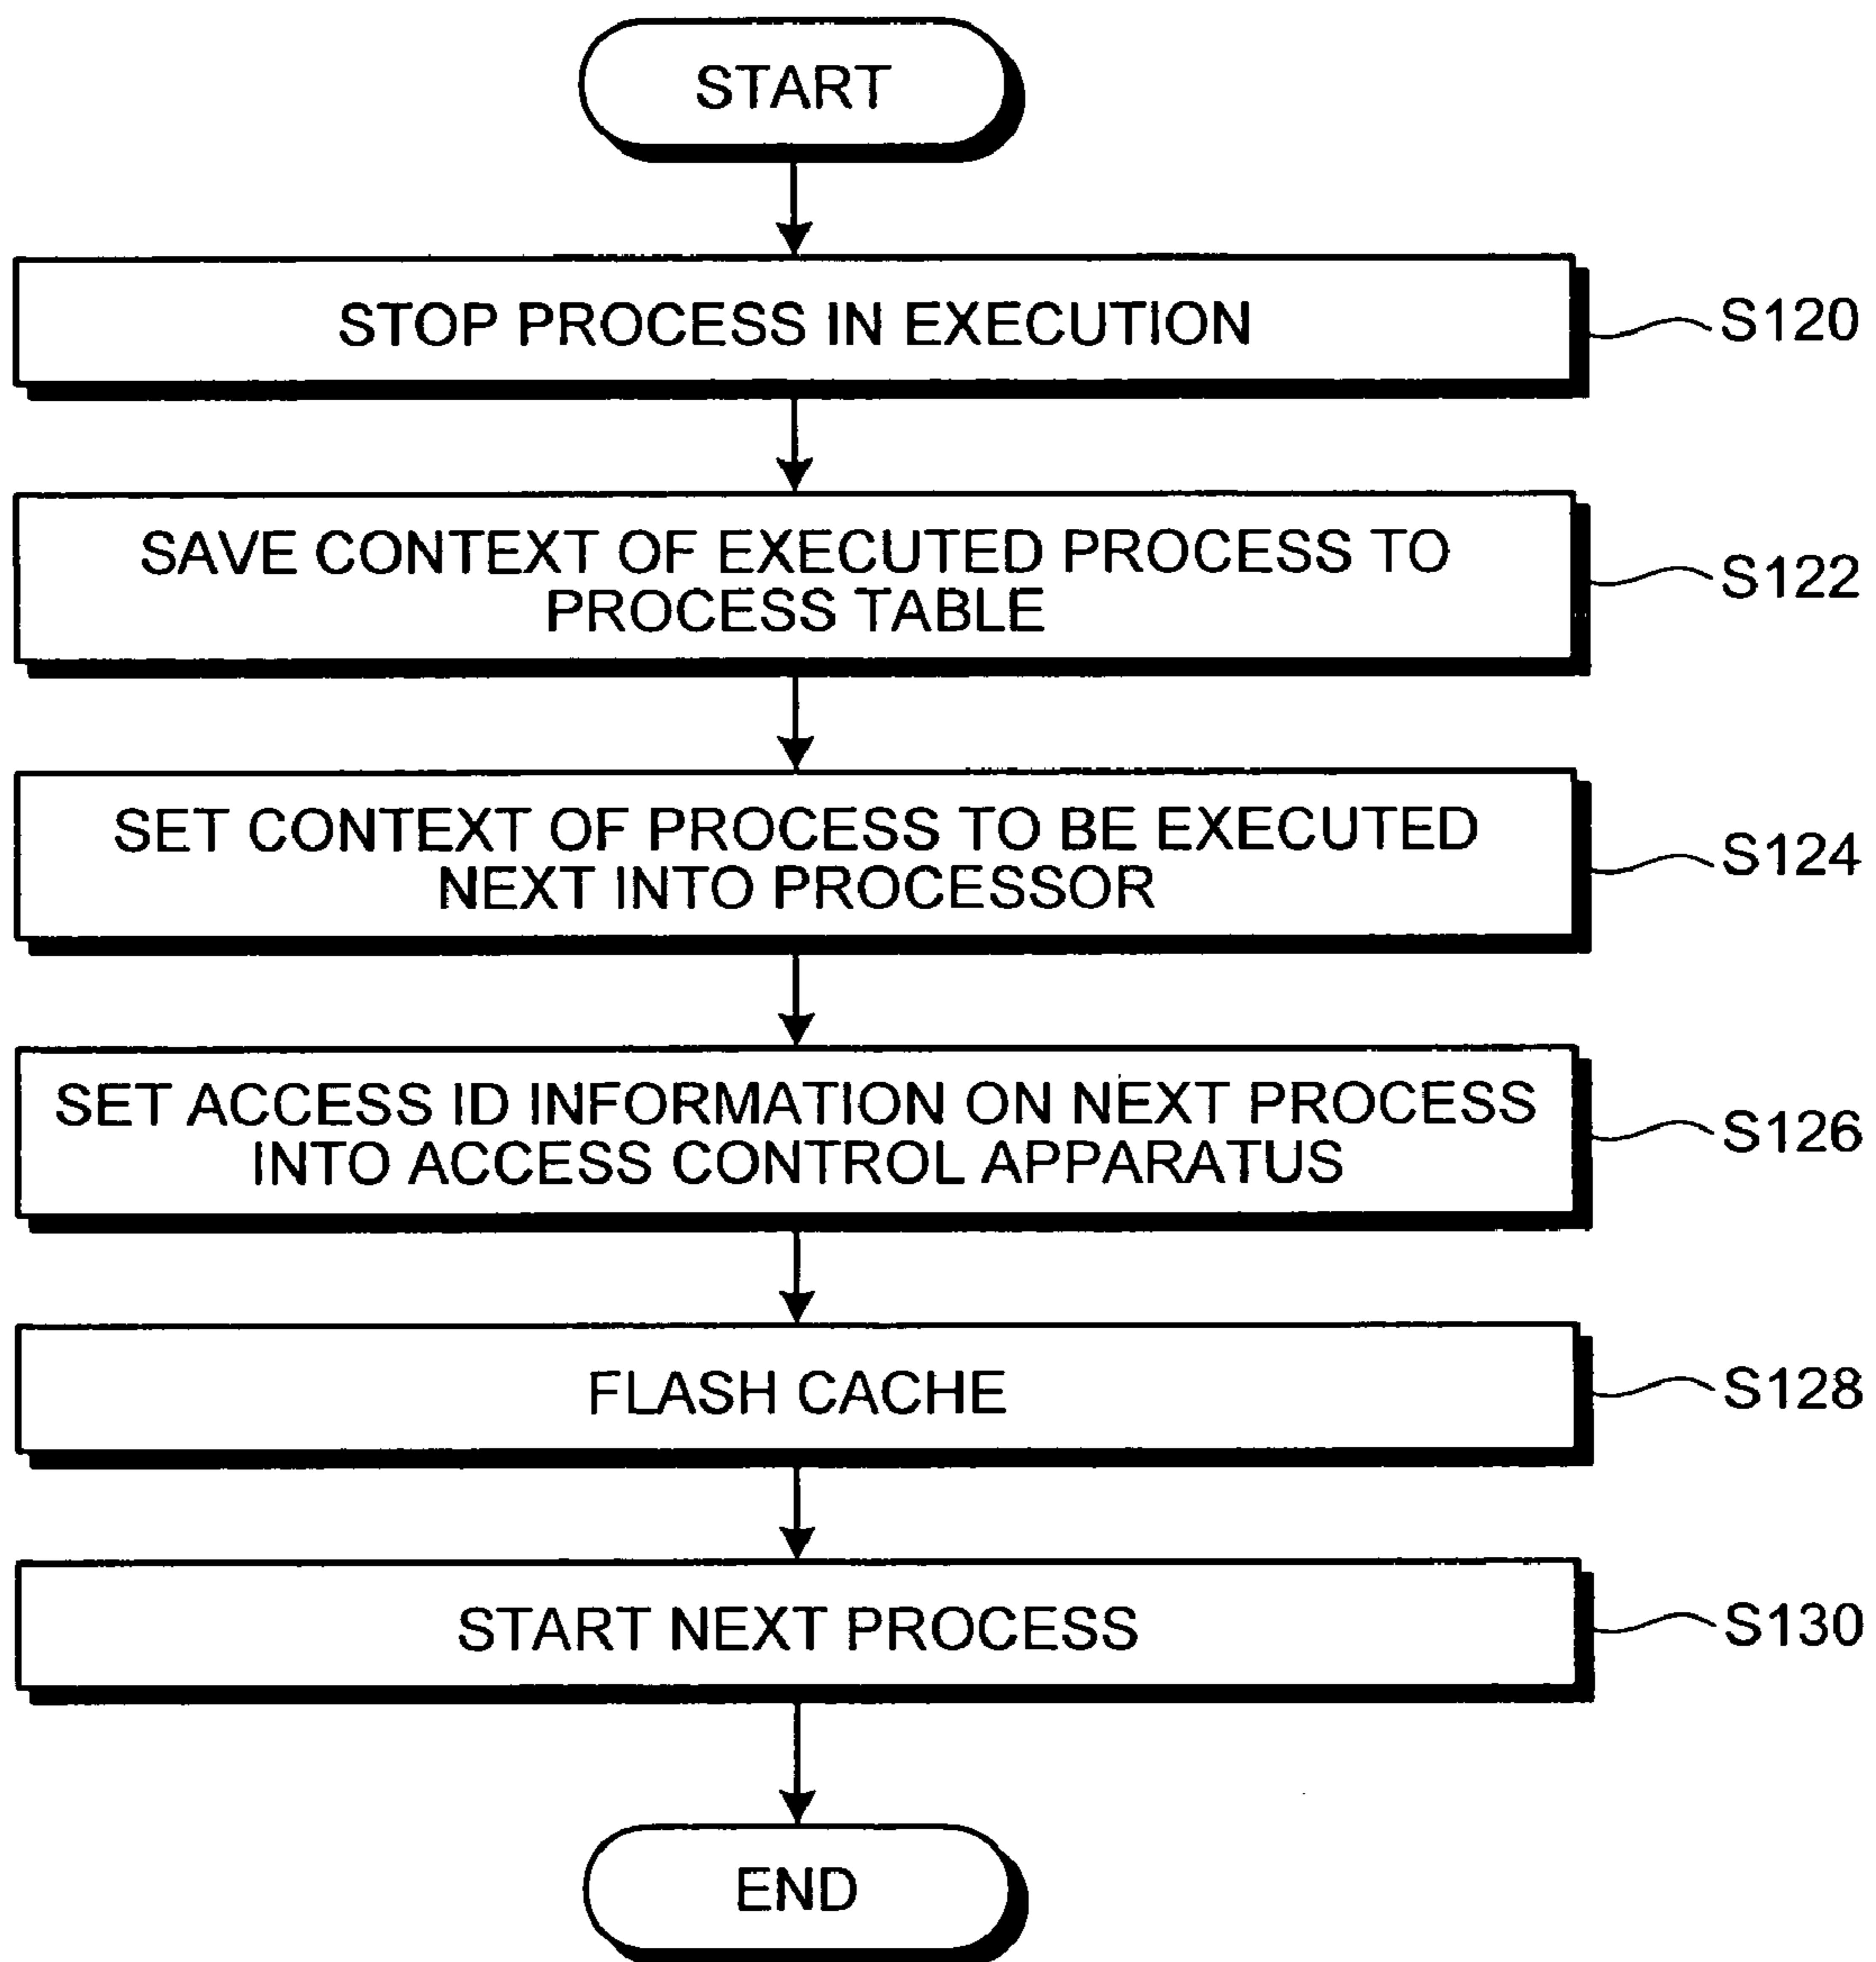 START
STOP PROCESS IN EXECUTION
S120
SAVE CONTEXT OF EXECUTED PROCESS TO
PROCESS TABLE
S122
SET CONTEXT OF PROCESS TO BE EXECUTED
NEXT INTO PROCESSOR
S124
SET ACCESS ID INFORMATION ON NEXT PROCESS
INTO ACCESS CONTROL APPARATUS
S126
FLASH CACHE
S128
START NEXT PROCESS
S130
END